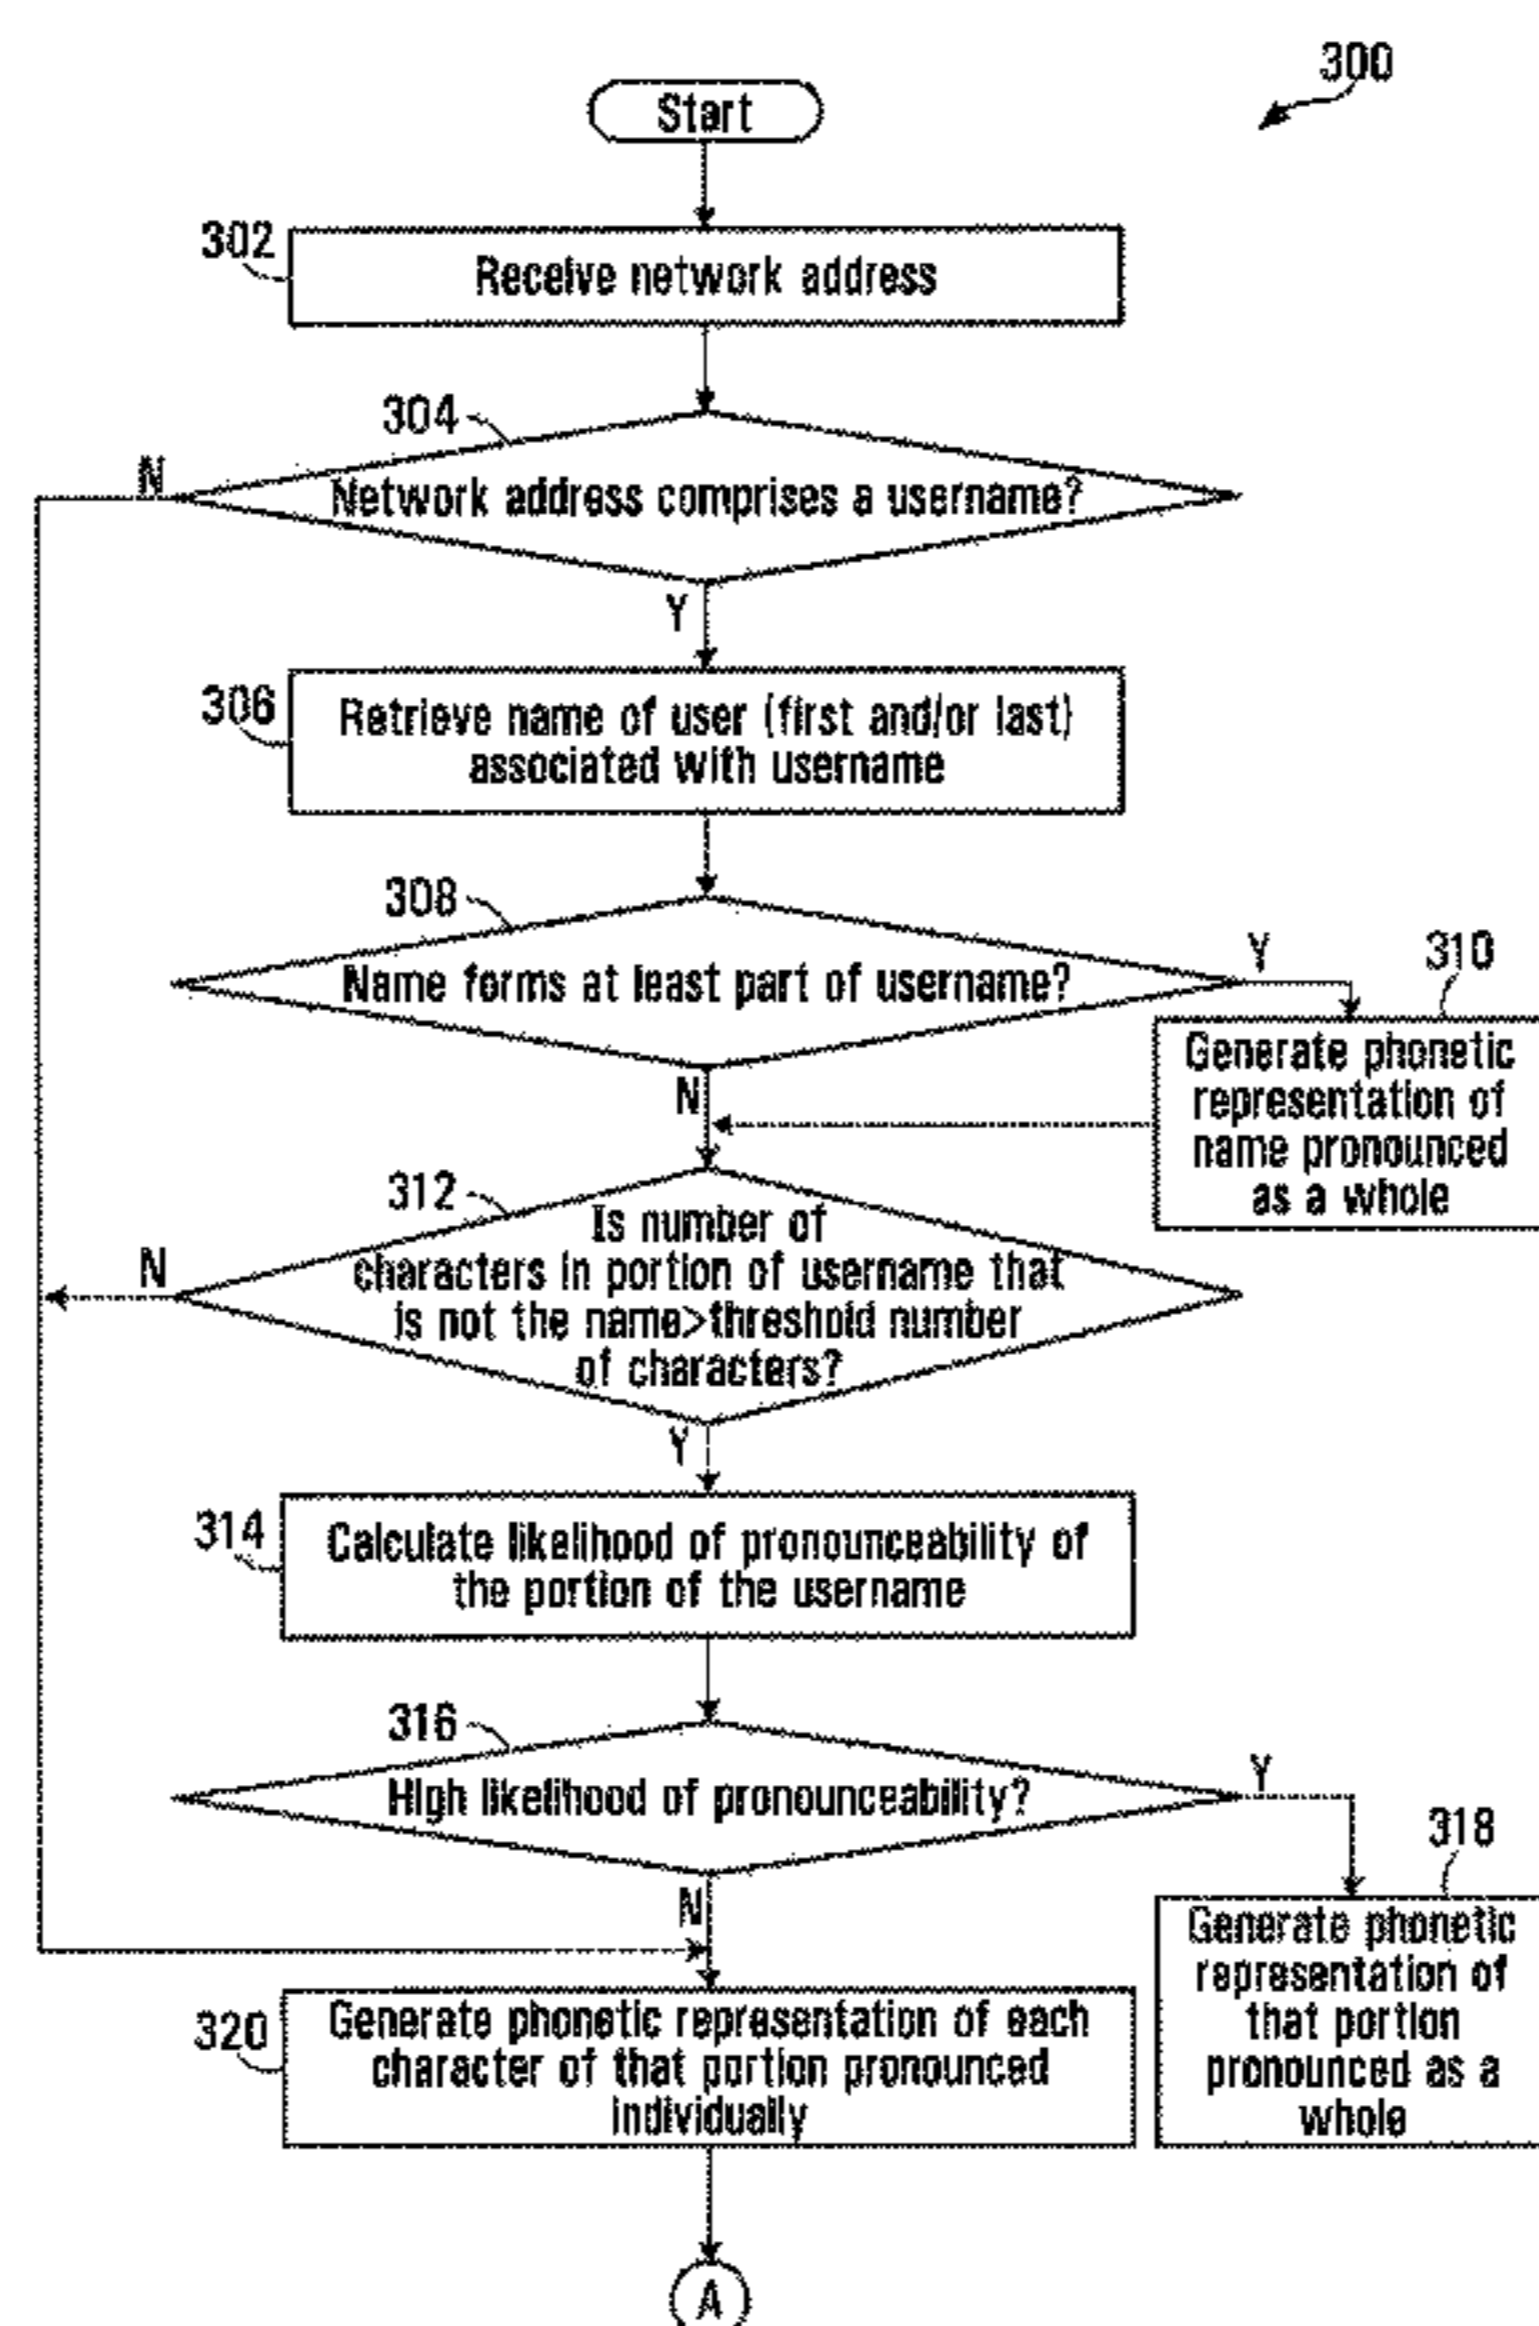 300
Start
302
Receive network address
304
N
Network address comprises a username?
Y
306
Retrieve name of user (first and/or last)
associated with username
308
Name forms at least part of username?
Y
310
Generate phonetic
representation of
name pronounced
as a whole
N
312
Is number of
characters in portion of username that
is not the name>threshold number
of characters?
N
Y
314
Calculate likelihood of pronounceability of
the portion of the username
316
High likelihood of pronounceability?
Y
318
Generate phonetic
representation of
that portion
pronounced as a
whole
N
320
Generate phonetic representation of each
character of that portion pronounced
individually
A